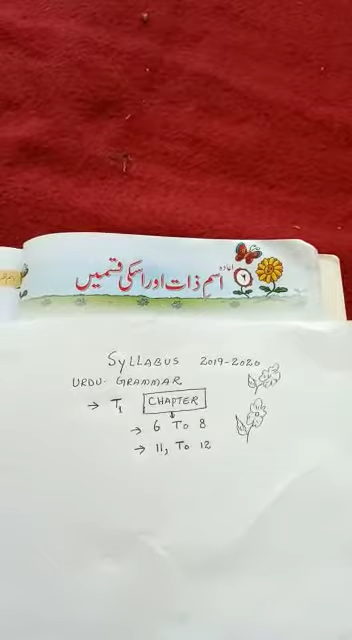 اعادہ
اسمِ ذات اور اسکی قسمیں
۲
SYLLABUS 2019-2020
URDU- GRAMMAR
→ T1 CHAPTER
→ 6 To 8
→ 11, To 12